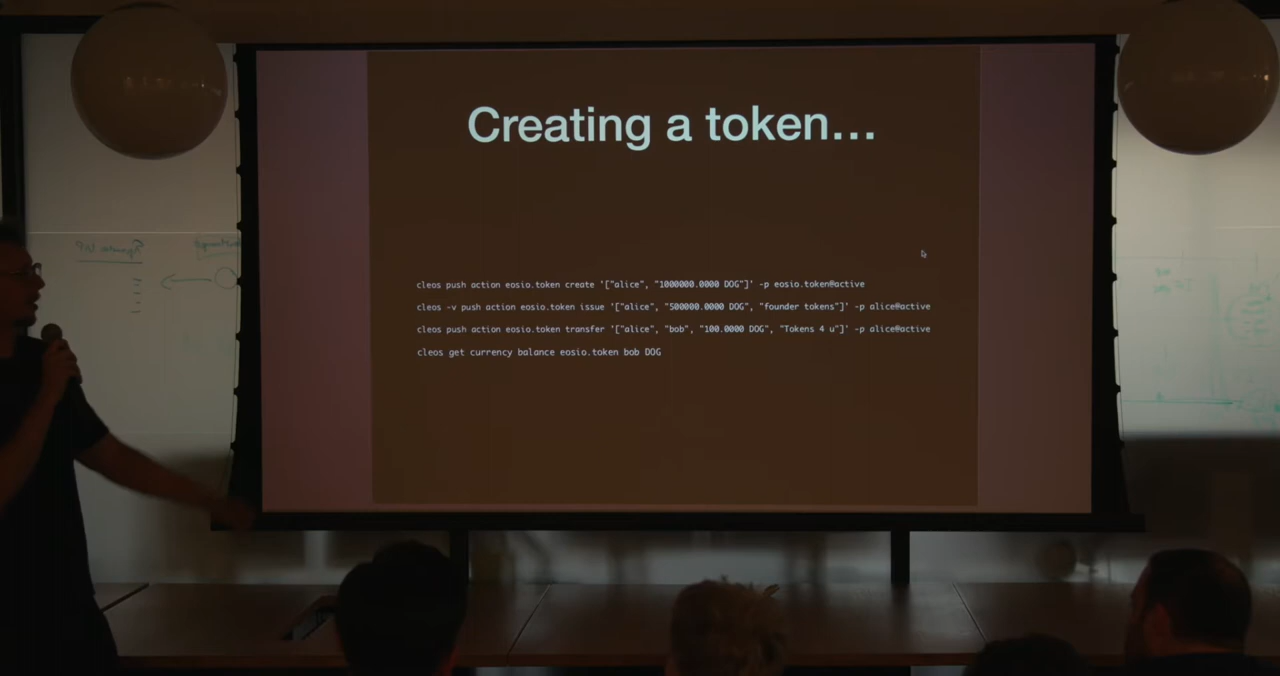 Creating a token...
cleos push action eosio.token create '["alice", "1000000.0000 DOG"]' -p eosio.token@active
cleos -v push action eosio.token issue '["alice", "500000.0000 DOG", "founder tokens"]' -p alice@active
cleos push action eosio.token transfer '["alice", "bob", "100.0000 DOG", "Tokens 4 u"]' -p alice@active
cleos get currency balance eosio.token bob DOG